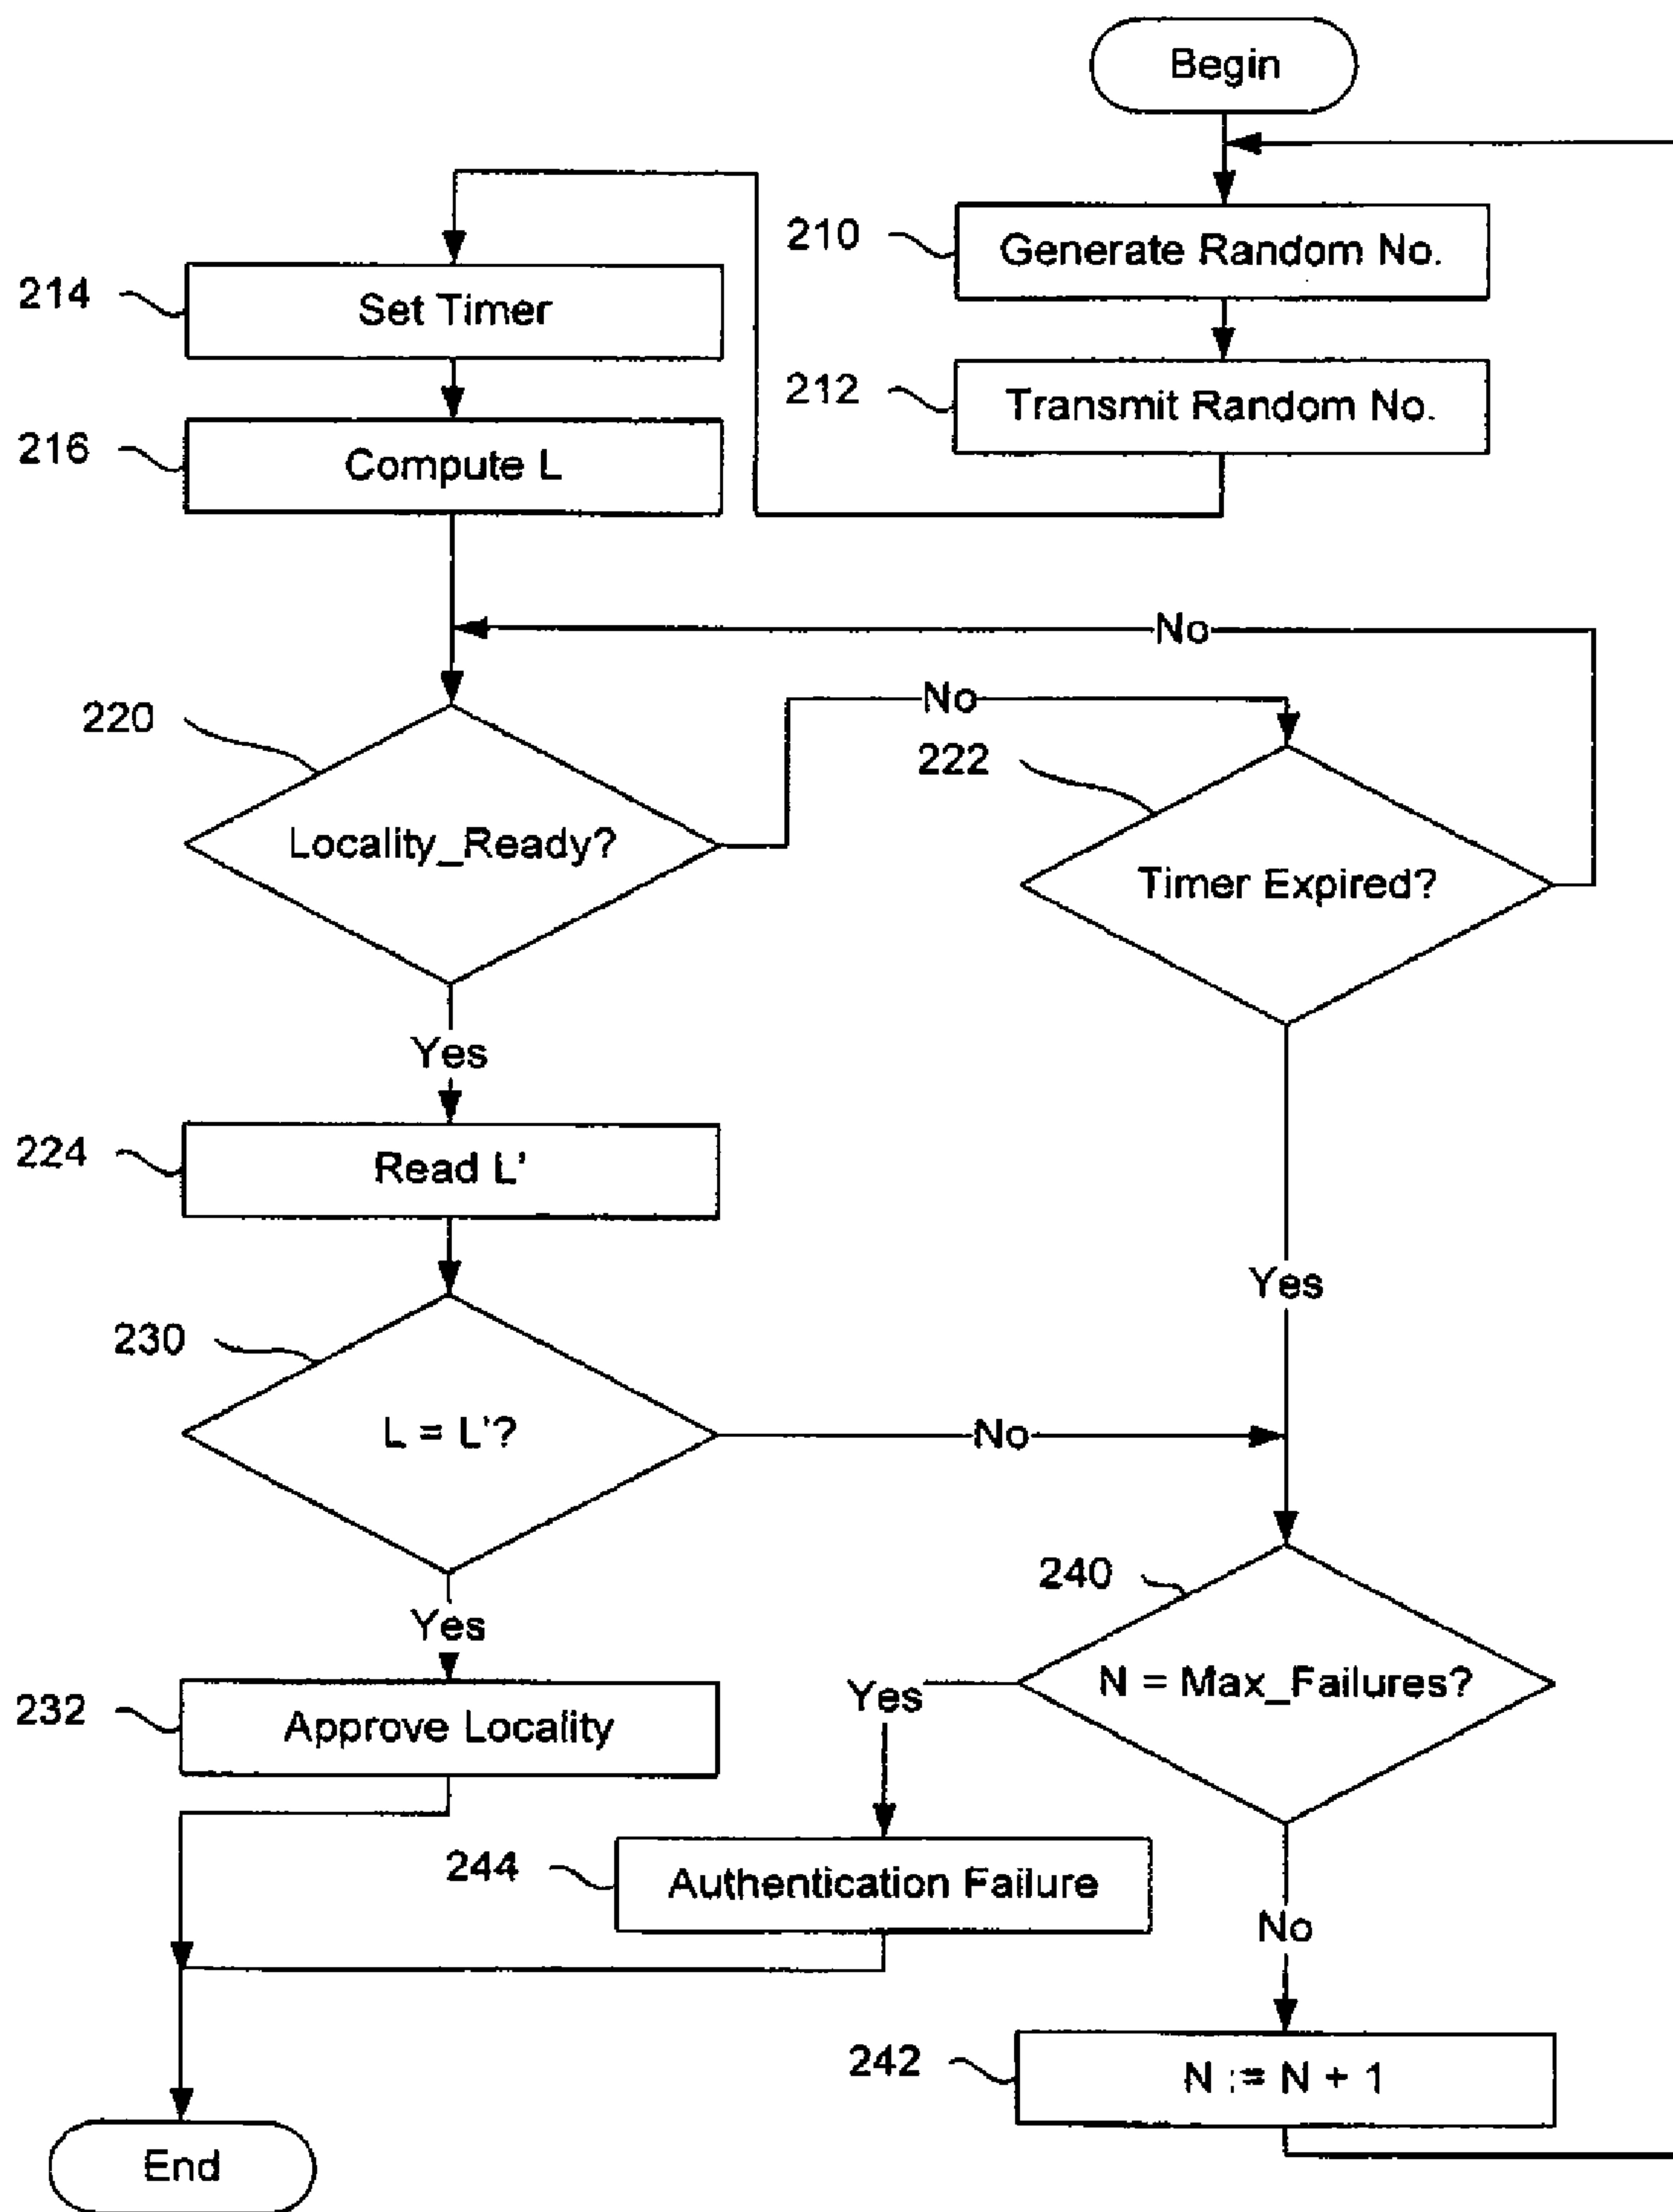 Begin
210
Generate Random No.
214
Set Timer
212
Transmit Random No.
216
Compute L
No
220
No
222
Locality_Ready?
Timer Expired?
Yes
224
Read L'
Yes
230
L = L'?
No
240
Yes
N = Max_Failures?
Yes
232
Approve Locality
244
Authentication Failure
No
242
N := N + 1
End